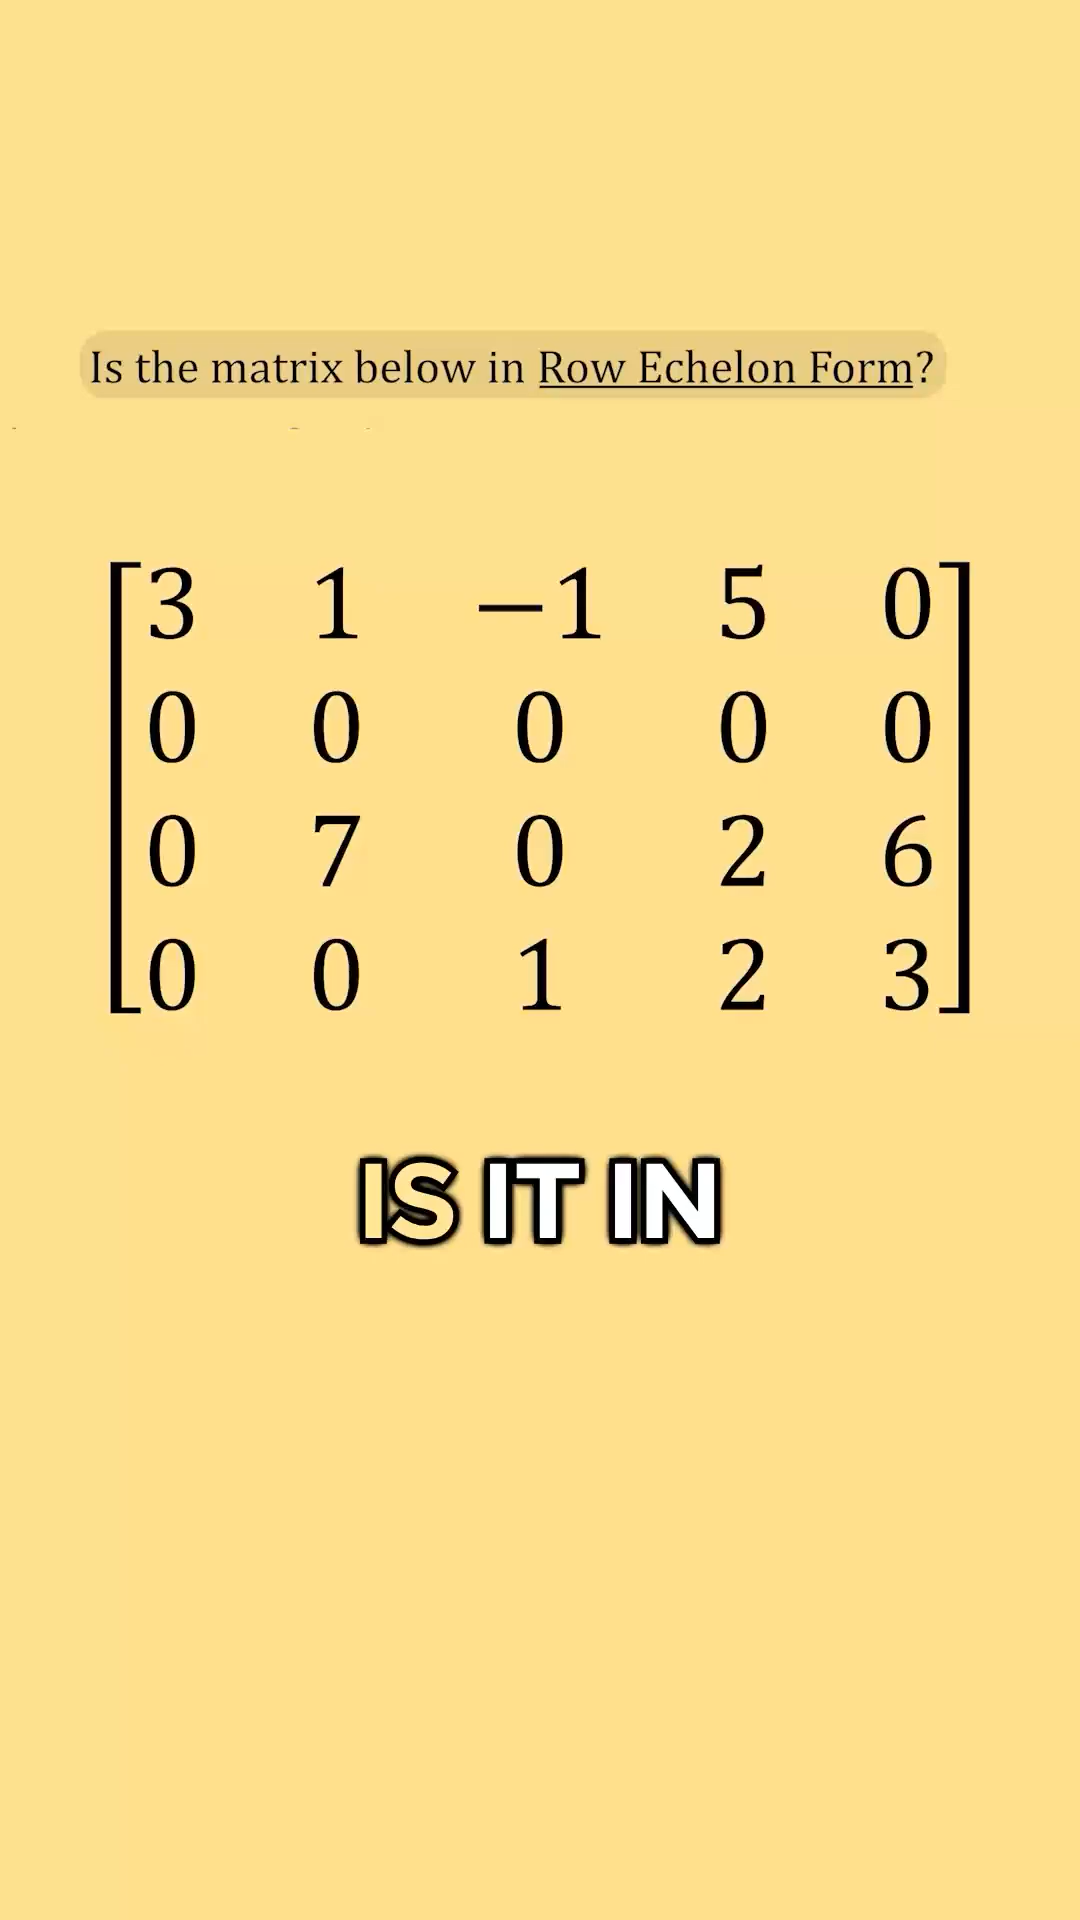 Is the matrix below in Row Echelon Form?
3 1 −1 5 0
0 0 0 0 0
0 7 0 2 6
0 0 1 2 3
IS IT IN